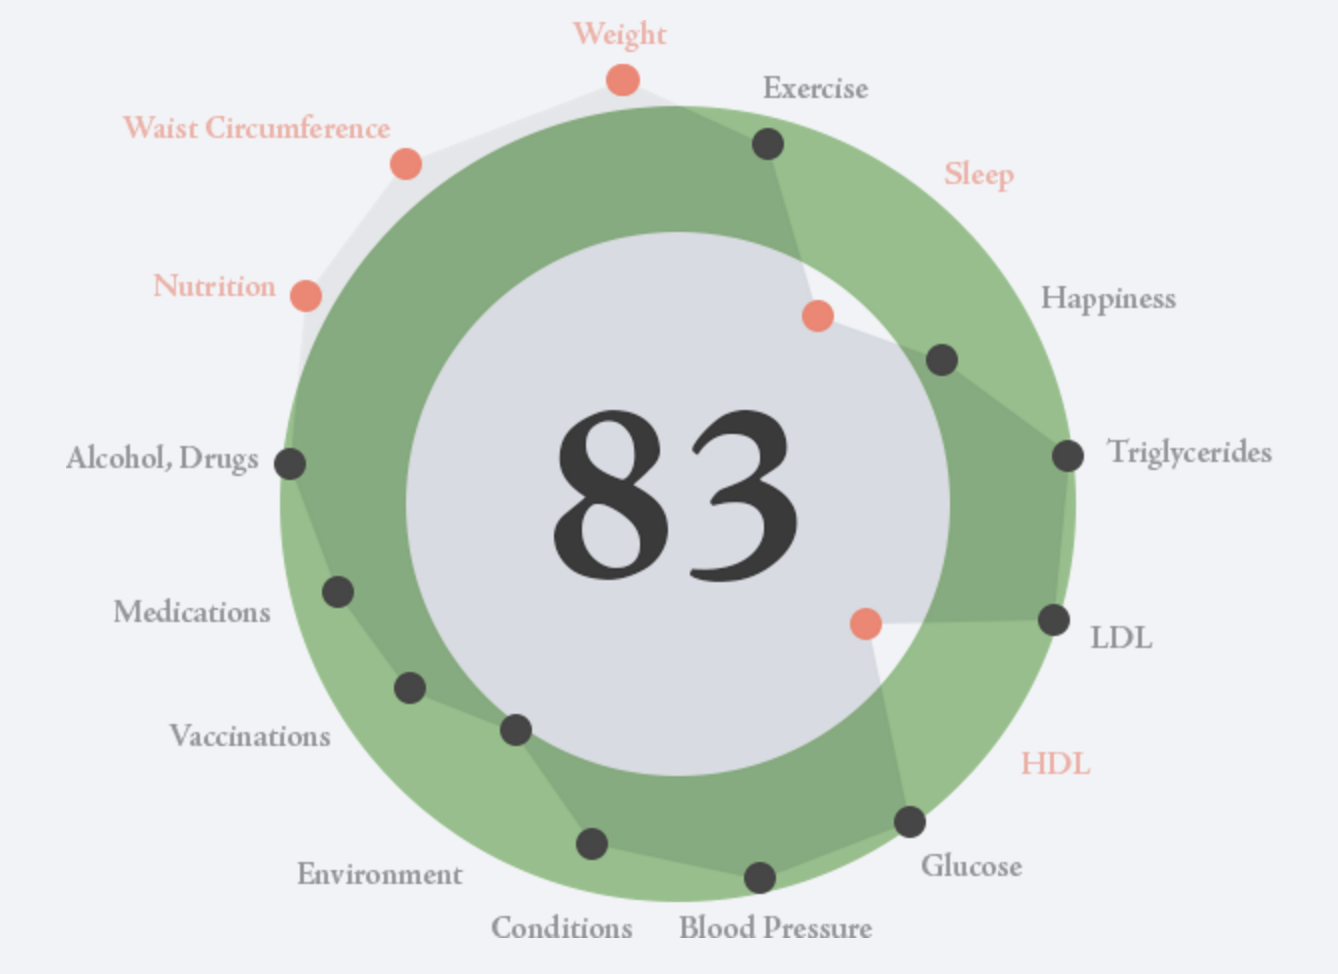 Weight
Exercise
Waist Circumference
Sleep
Nutrition
Happiness
Alcohol, Drugs
83
Triglycerides
Medications
LDL
Vaccinations
HDL
Environment
Glucose
Conditions
Blood Pressure